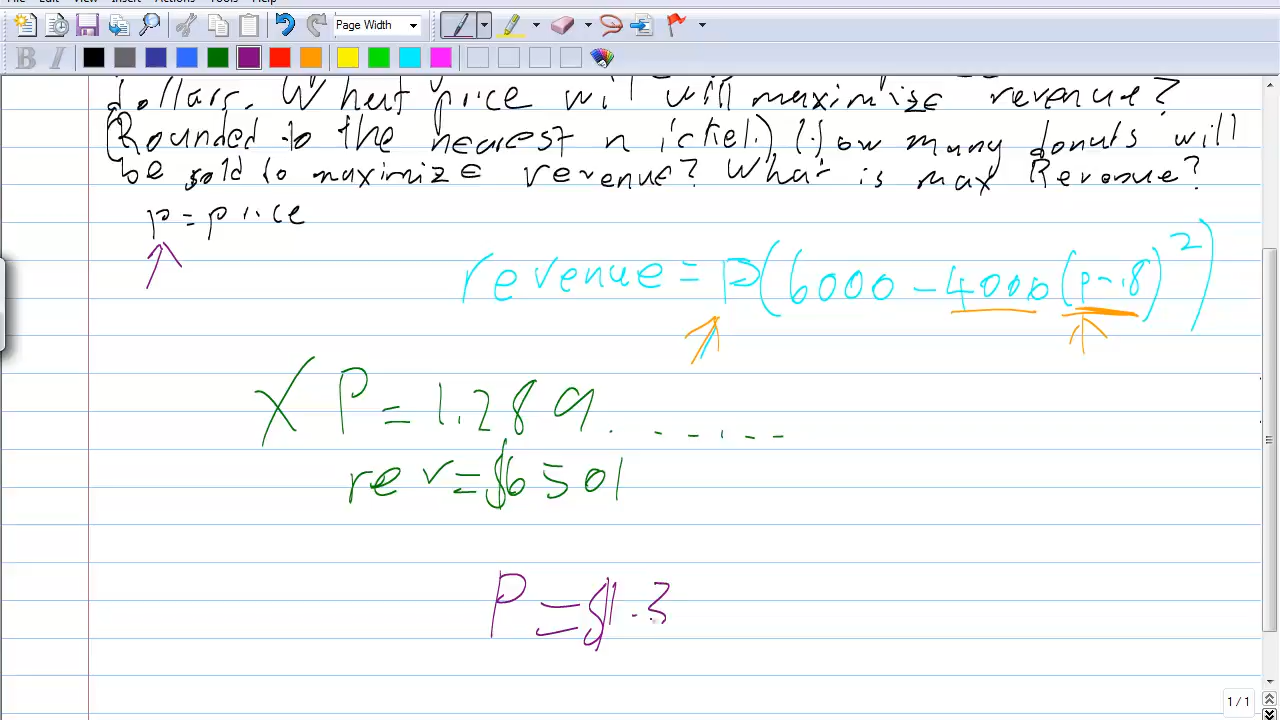 Page Width
dollars. What price will will maximize revenue?
(Rounded to the nearest nickel.) How many donuts will
be sold to maximize revenue? What is max Revenue?
p = price
revenue = P(6000 - 4000(p-.8)²)
X P = 1.289.......
rev = $6501
P = $1.3
1/1